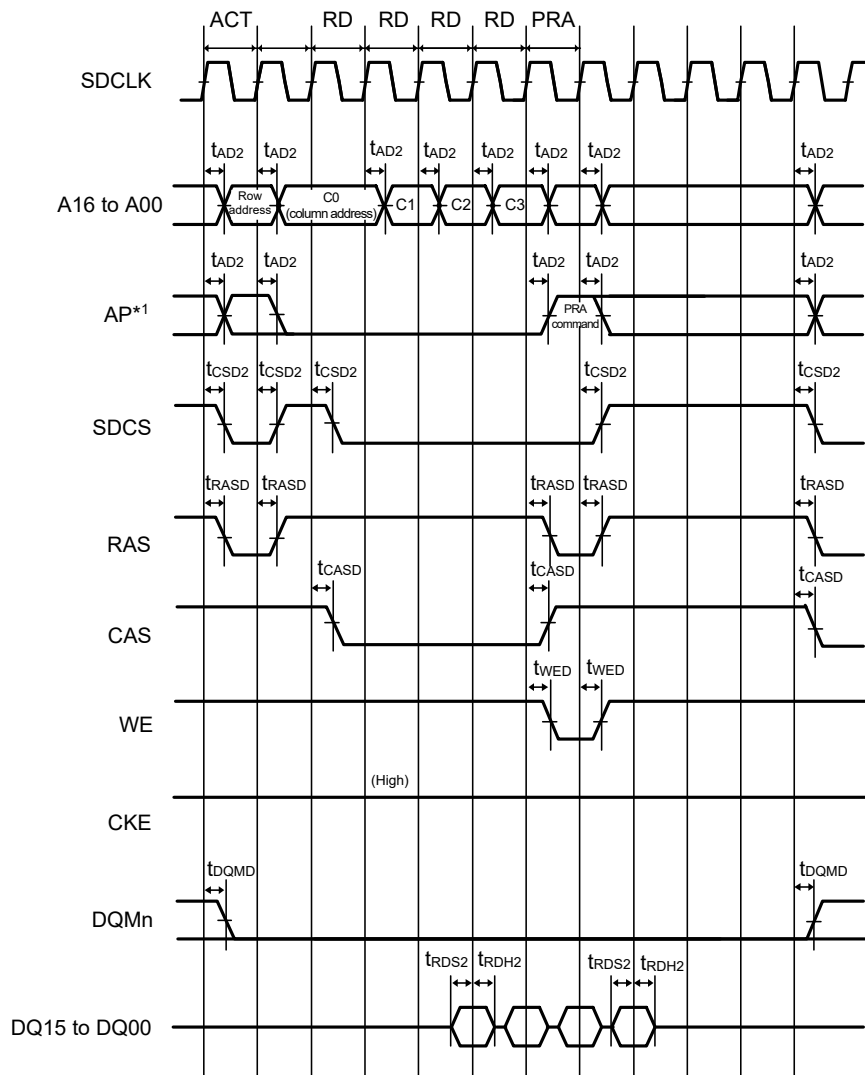 ACT RD RD RD RD PRA
SDCLK
tAD2 tAD2 tAD2 tAD2 tAD2 tAD2 tAD2 tAD2
A16 to A00
Row address
C0 (column address)
C1 C2 C3
tAD2 tAD2 tAD2 tAD2 tAD2
AP*1
PRA command
tCSD2 tCSD2 tCSD2 tCSD2 tCSD2
SDCS
tRASD tRASD tRASD tRASD tRASD
RAS
tCASD tCASD tCASD
CAS
tWED tWED
WE
(High)
CKE
tDQMD tDQMD
DQMn
tRDS2 tRDH2 tRDS2 tRDH2
DQ15 to DQ00